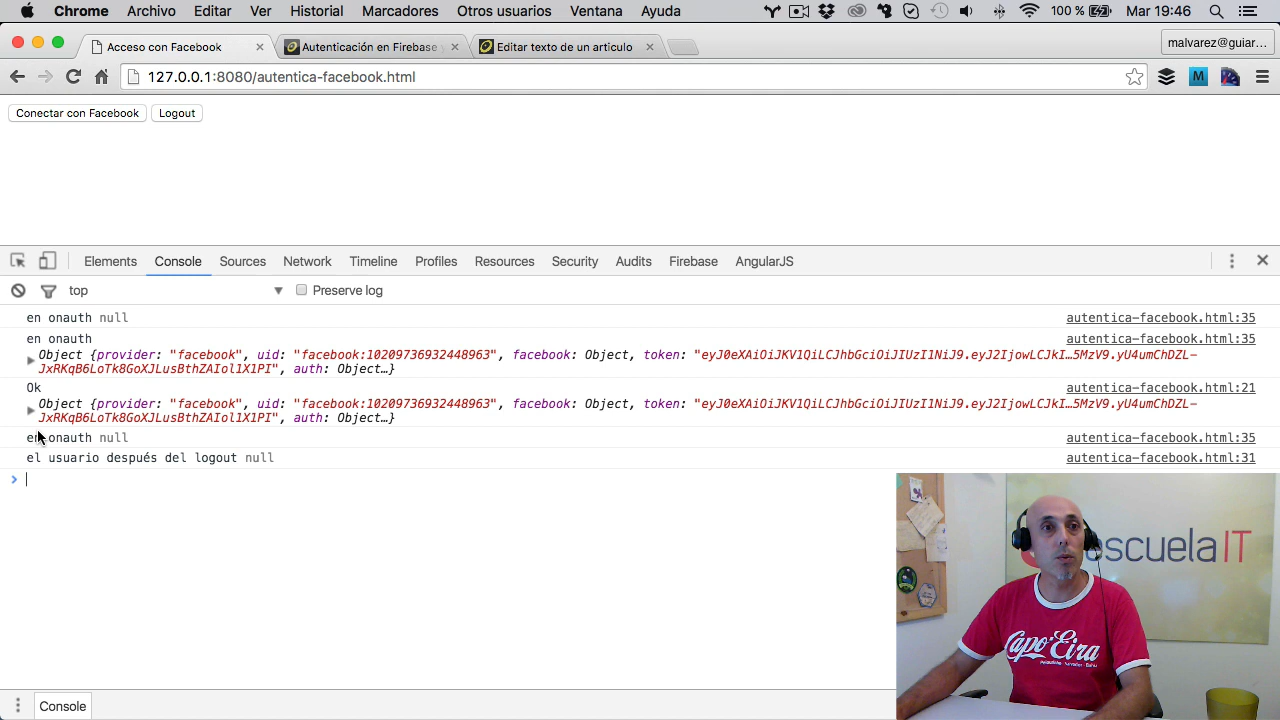 Chrome Archivo Editar Ver Historial Marcadores Otros usuarios Ventana Ayuda 100 % Mar 19:46
Acceso con Facebook Autenticación en Firebase Editar texto de un articulo malvarez@guiar...
127.0.0.1:8080/autentica-facebook.html
Conectar con Facebook Logout
Elements Console Sources Network Timeline Profiles Resources Security Audits Firebase AngularJS
top Preserve log
en onauth null autentica-facebook.html:35
en onauth autentica-facebook.html:35
Object {provider: "facebook", uid: "facebook:10209736932448963", facebook: Object, token: "eyJ0eXAiOiJKV1QiLCJhbGciOiJIUzI1NiJ9.eyJ2IjowLCJkI…5MzV9.yU4umChDZL-
JxRKqB6LoTk8GoXJLusBthZAIol1X1PI", auth: Object…}
Ok autentica-facebook.html:21
Object {provider: "facebook", uid: "facebook:10209736932448963", facebook: Object, token: "eyJ0eXAiOiJKV1QiLCJhbGciOiJIUzI1NiJ9.eyJ2IjowLCJkI…5MzV9.yU4umChDZL-
JxRKqB6LoTk8GoXJLusBthZAIol1X1PI", auth: Object…}
en onauth null autentica-facebook.html:35
el usuario después del logout null autentica-facebook.html:31
escuelaIT
Capoeira
Console